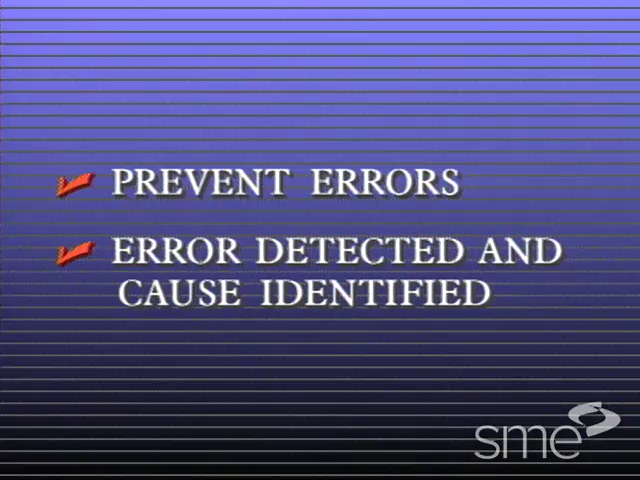 PREVENT ERRORS
ERROR DETECTED AND
CAUSE IDENTIFIED
sme